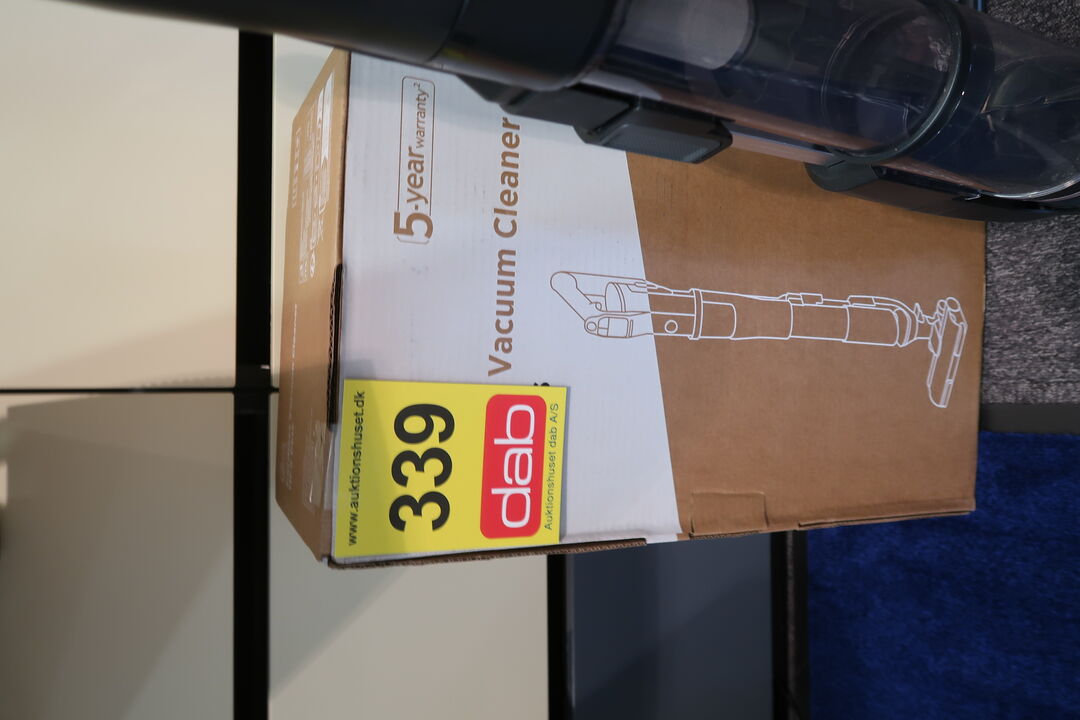 5-year warranty²
Vacuum Cleaner
www.auktionshuset.dk
339
dab
Auktionshuset dab A/S